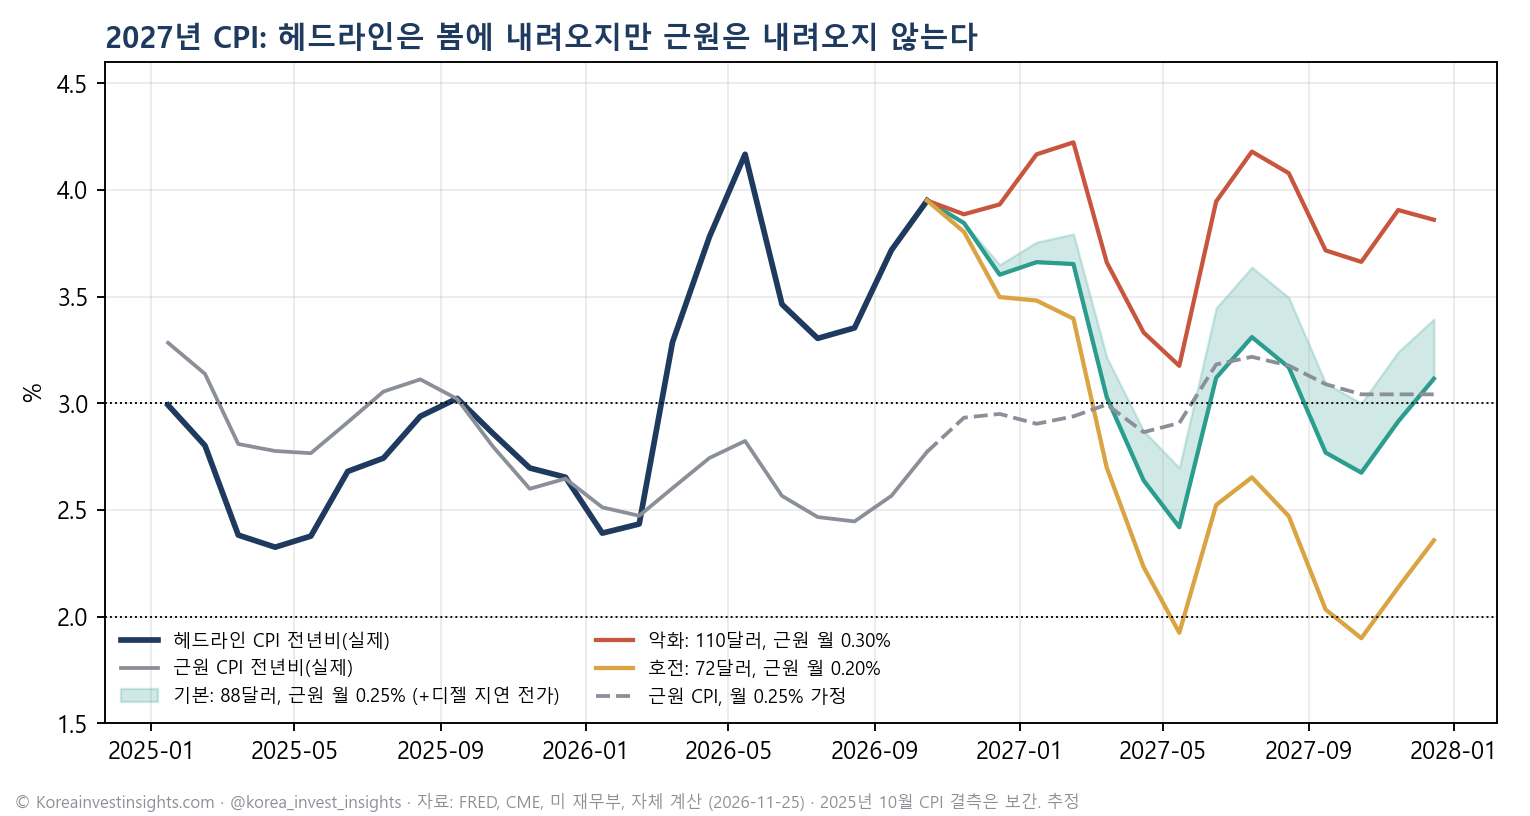 2027년 CPI: 헤드라인은 봄에 내려오지만 근원은 내려오지 않는다
4.5
4.0
3.5
3.0
2.5
2.0
1.5
%
헤드라인 CPI 전년비(실제)
근원 CPI 전년비(실제)
기본: 88달러, 근원 월 0.25% (+디젤 지연 전가)
악화: 110달러, 근원 월 0.30%
호전: 72달러, 근원 월 0.20%
근원 CPI, 월 0.25% 가정
2025-01 2025-05 2025-09 2026-01 2026-05 2026-09 2027-01 2027-05 2027-09 2028-01
© Koreainvestinsights.com · @korea_invest_insights · 자료: FRED, CME, 미 재무부, 자체 계산 (2026-11-25) · 2025년 10월 CPI 결측은 보간. 추정